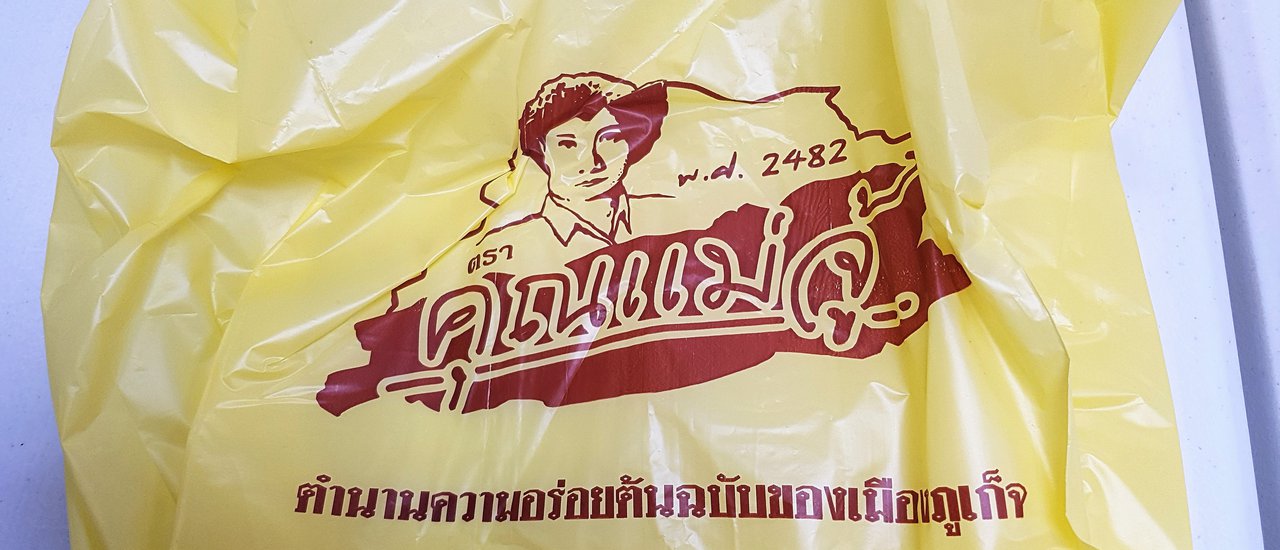 พ.ศ. 2482
ตรา
คุณแม่จู้
ตำนานความอร่อยต้นฉบับของเมืองภูเก็จ